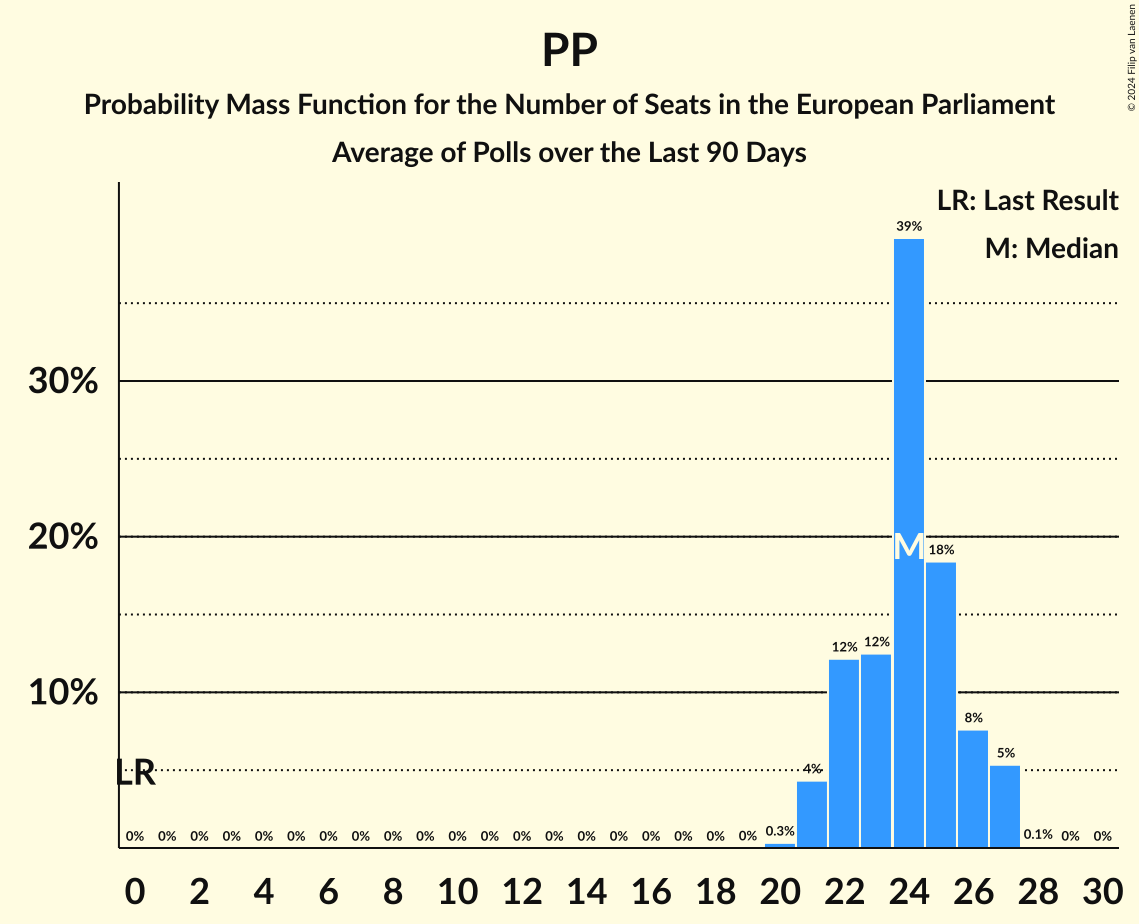 PP
Probability Mass Function for the Number of Seats in the European Parliament
Average of Polls over the Last 90 Days
© 2024 Filip van Laenen
LR: Last Result
M: Median
39%
30%
20%
M
18%
12% 12%
10%
8%
5%
LR
4%
0% 0% 0% 0% 0% 0% 0% 0% 0% 0% 0% 0% 0% 0% 0% 0% 0% 0% 0% 0% 0.3% 0.1% 0% 0%
0 2 4 6 8 10 12 14 16 18 20 22 24 26 28 30